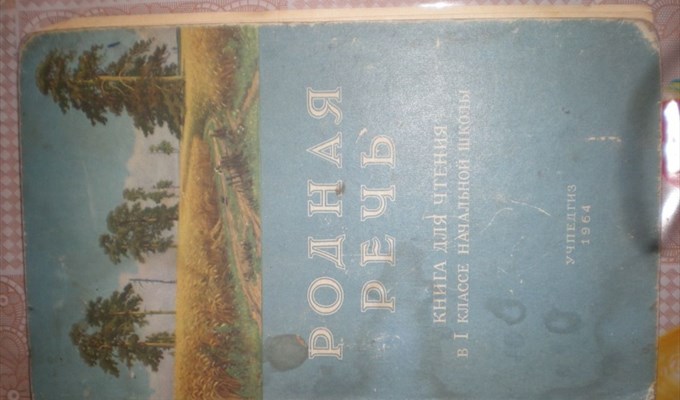 РОДНАЯ
РЕЧЬ
КНИГА ДЛЯ ЧТЕНИЯ
В I КЛАССЕ НАЧАЛЬНОЙ ШКОЛЫ
УЧПЕДГИЗ
1964